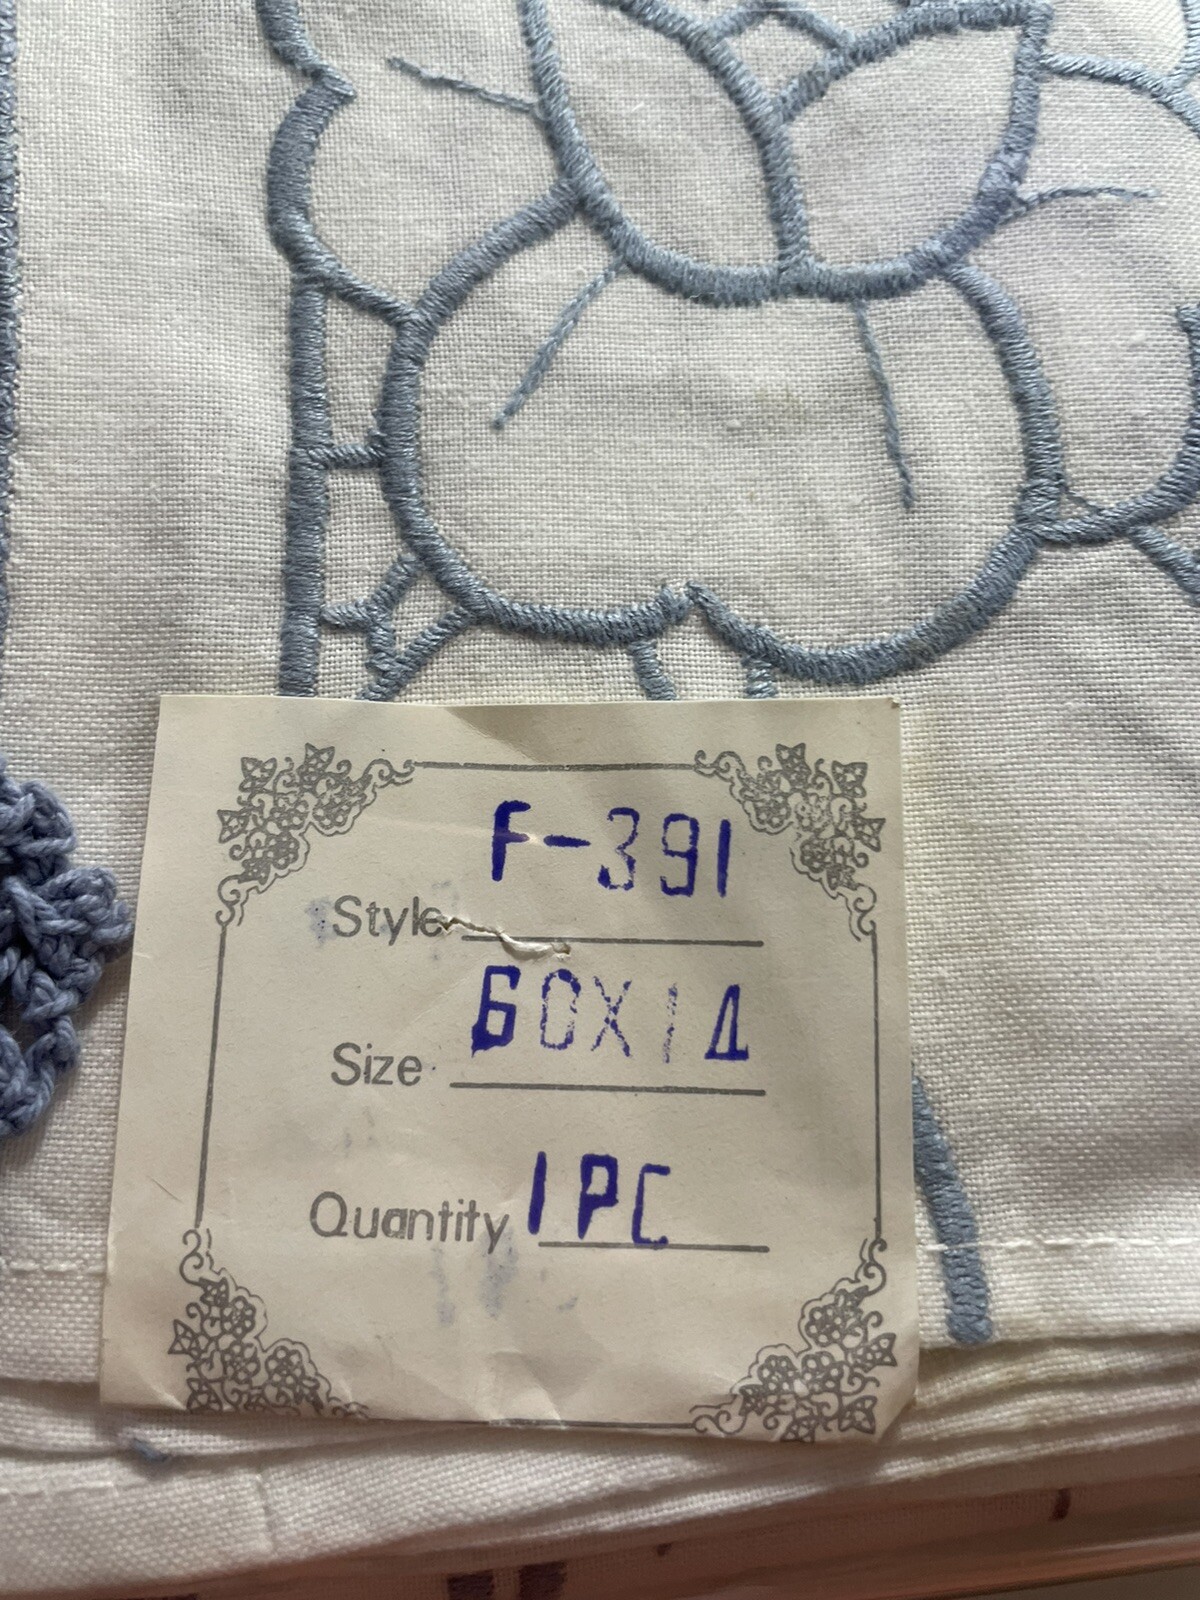 F-391
Style
60X14
Size
Quantity 1PC